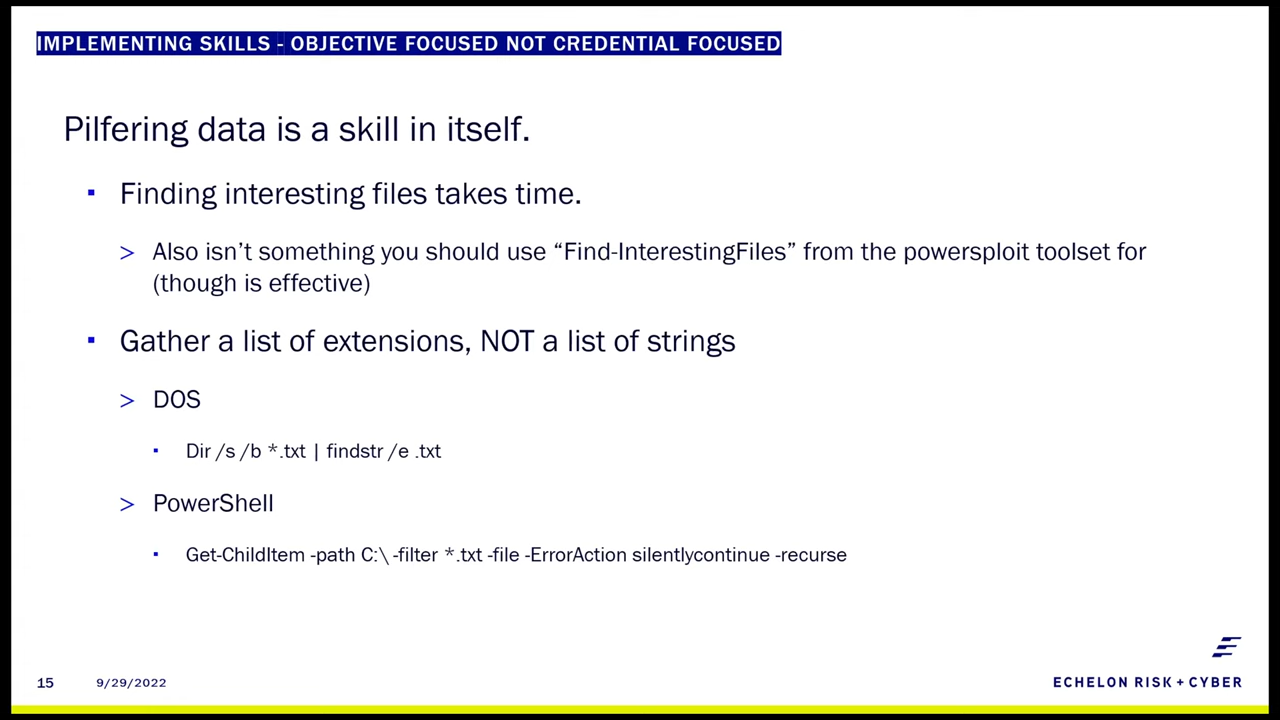 IMPLEMENTING SKILLS - OBJECTIVE FOCUSED NOT CREDENTIAL FOCUSED
Pilfering data is a skill in itself.
▪ Finding interesting files takes time.
> Also isn’t something you should use “Find-InterestingFiles” from the powersploit toolset for
(though is effective)
▪ Gather a list of extensions, NOT a list of strings
> DOS
▪ Dir /s /b *.txt | findstr /e .txt
> PowerShell
▪ Get-ChildItem -path C:\ -filter *.txt -file -ErrorAction silentlycontinue -recurse
15 9/29/2022
ECHELON RISK + CYBER